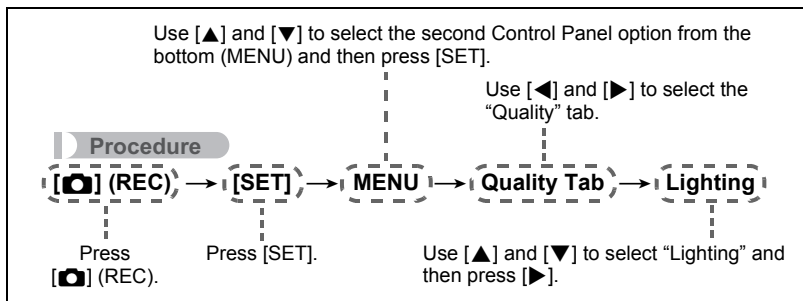 Use [▲] and [▼] to select the second Control Panel option from the
bottom (MENU) and then press [SET].
Use [◀] and [▶] to select the
“Quality” tab.
Procedure
[📷] (REC) → [SET] → MENU → Quality Tab → Lighting
Press
[📷] (REC).
Press [SET].
Use [▲] and [▼] to select “Lighting” and
then press [▶].